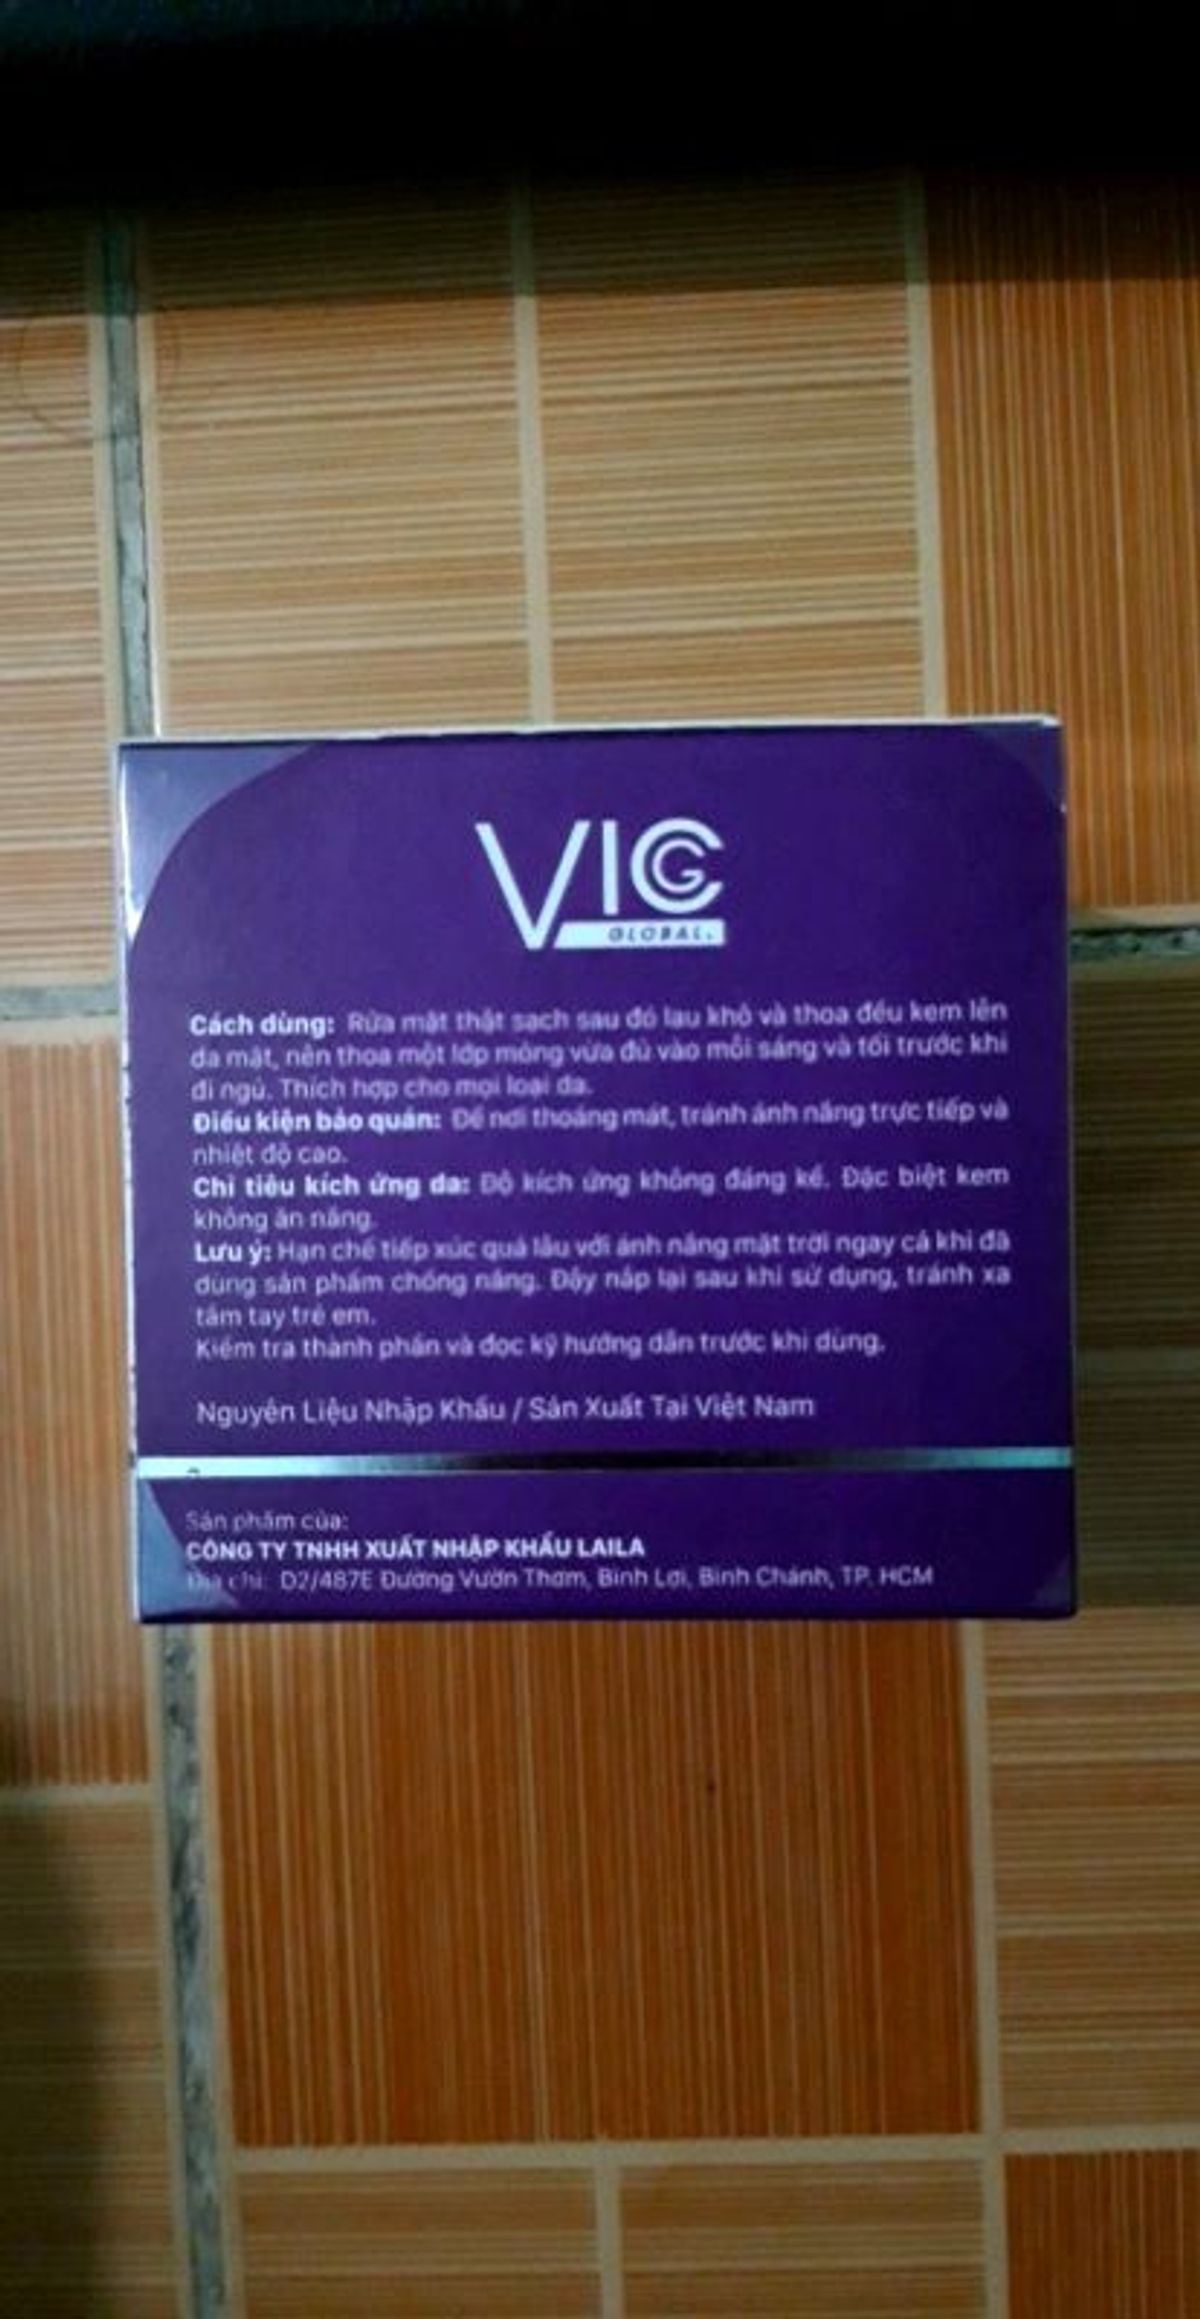 VIC G
GLOBAL.
Cách dùng: Rửa mặt thật sạch sau đó lau khô và thoa đều kem lên
da mặt, nên thoa một lớp mỏng vừa đủ vào mỗi sáng và tối trước khi
đi ngủ. Thích hợp cho mọi loại da.
Điều kiện bảo quản: Để nơi thoáng mát, tránh ánh nắng trực tiếp và
nhiệt độ cao.
Chỉ tiêu kích ứng da: Độ kích ứng không đáng kể. Đặc biệt kem
không ăn nắng.
Lưu ý: Hạn chế tiếp xúc quá lâu với ánh nắng mặt trời ngay cả khi đã
dùng sản phẩm chống nắng. Đậy nắp lại sau khi sử dụng, tránh xa
tầm tay trẻ em.
Kiểm tra thành phần và đọc kỹ hướng dẫn trước khi dùng.
Nguyên Liệu Nhập Khẩu / Sản Xuất Tại Việt Nam
Sản phẩm của:
CÔNG TY TNHH XUẤT NHẬP KHẨU LAILA
Địa chỉ: D2/487E Đường Vườn Thơm, Bình Lợi, Bình Chánh, TP. HCM